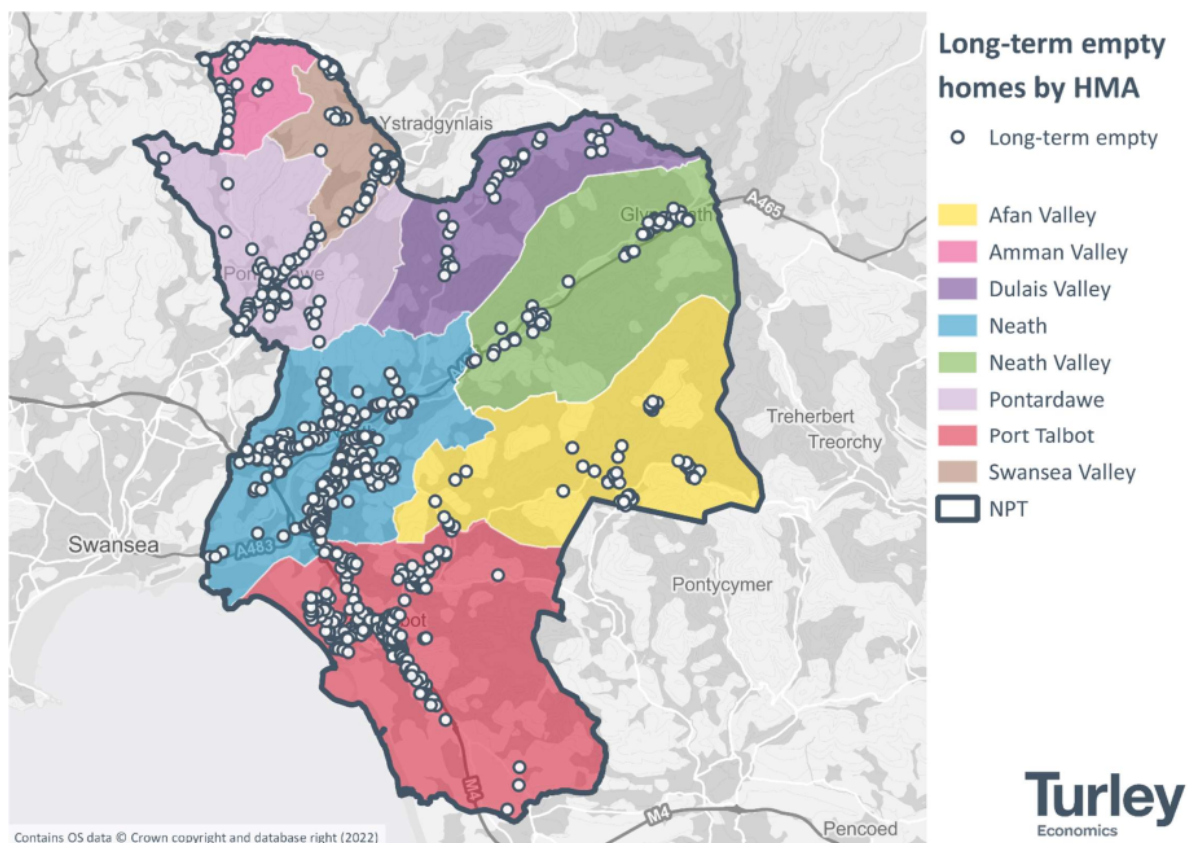 Long-term empty
homes by HMA
Long-term empty
Afan Valley
Amman Valley
Dulais Valley
Neath
Neath Valley
Pontardawe
Port Talbot
Swansea Valley
NPT
Ystradgynlais
A465
Treherbert
Treorchy
Swansea
A483
Pontycymer
M4
M4
Pencoed
Contains OS data © Crown copyright and database right (2022)
Turley
Economics